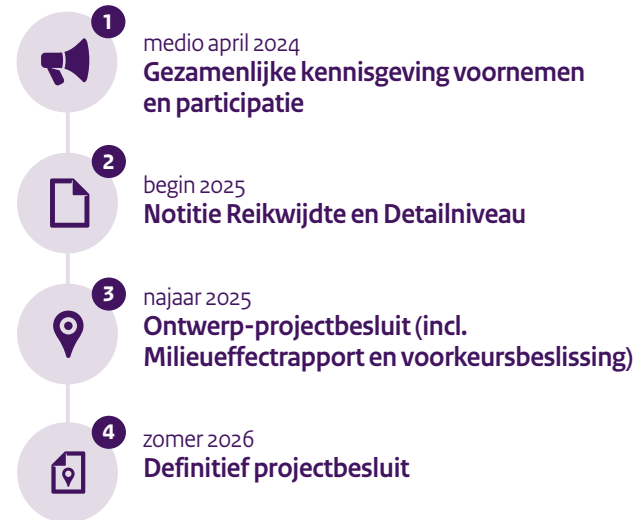 1
medio april 2024
Gezamenlijke kennisgeving voornemen
en participatie
2
begin 2025
Notitie Reikwijdte en Detailniveau
3
najaar 2025
Ontwerp-projectbesluit (incl.
Milieueffectrapport en voorkeursbeslissing)
4
zomer 2026
Definitief projectbesluit